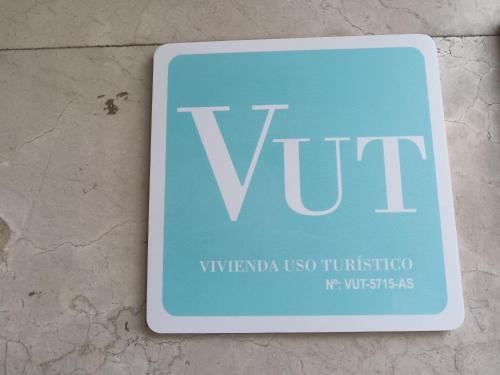 VUT
VIVIENDA USO TURÍSTICO
Nº: VUT-5715-AS